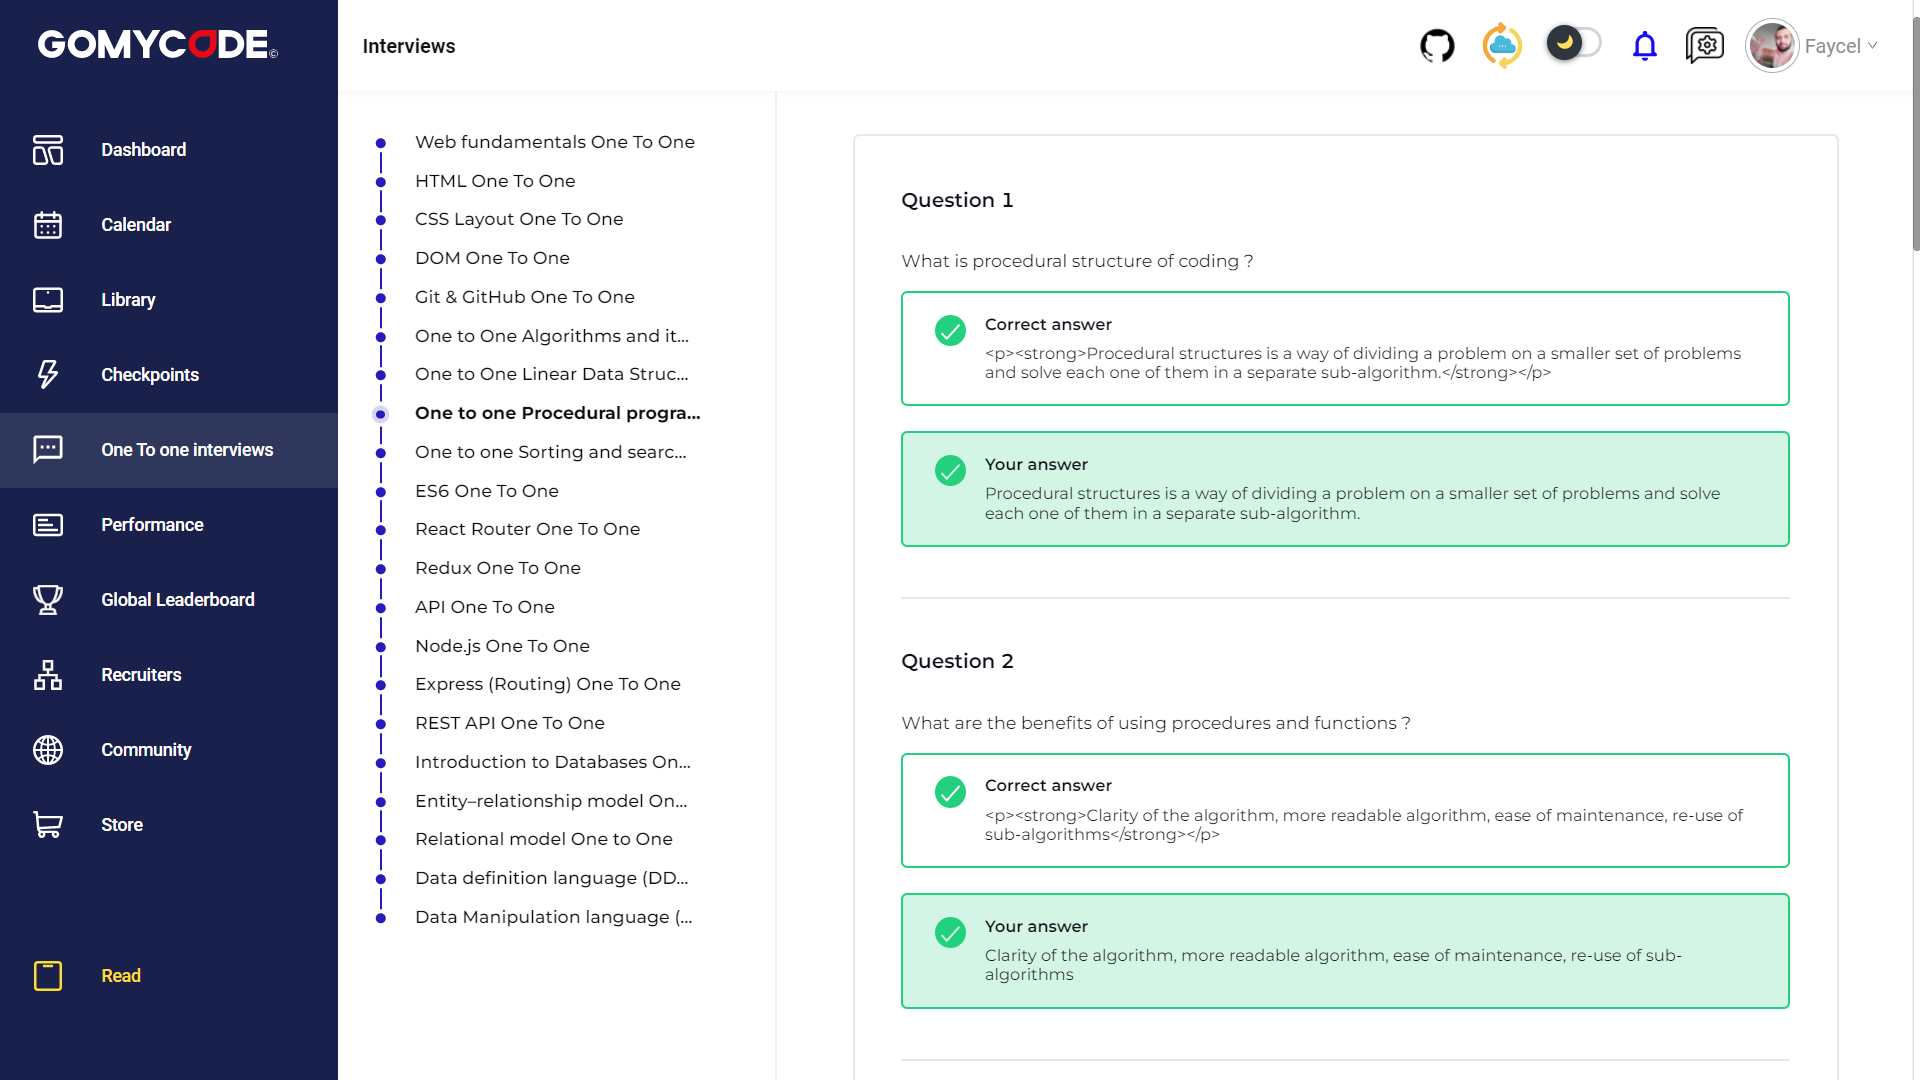 GOMYCODE©
Interviews
Faycel
Dashboard
Calendar
Library
Checkpoints
One To one interviews
Performance
Global Leaderboard
Recruiters
Community
Store
Read
Web fundamentals One To One
HTML One To One
CSS Layout One To One
DOM One To One
Git & GitHub One To One
One to One Algorithms and it...
One to One Linear Data Struc...
One to one Procedural progra...
One to one Sorting and searc...
ES6 One To One
React Router One To One
Redux One To One
API One To One
Node.js One To One
Express (Routing) One To One
REST API One To One
Introduction to Databases On...
Entity–relationship model On...
Relational model One to One
Data definition language (DD...
Data Manipulation language (...
Question 1
What is procedural structure of coding ?
Correct answer
<p><strong>Procedural structures is a way of dividing a problem on a smaller set of problems
and solve each one of them in a separate sub-algorithm.</strong></p>
Your answer
Procedural structures is a way of dividing a problem on a smaller set of problems and solve
each one of them in a separate sub-algorithm.
Question 2
What are the benefits of using procedures and functions ?
Correct answer
<p><strong>Clarity of the algorithm, more readable algorithm, ease of maintenance, re-use of
sub-algorithms</strong></p>
Your answer
Clarity of the algorithm, more readable algorithm, ease of maintenance, re-use of sub-
algorithms